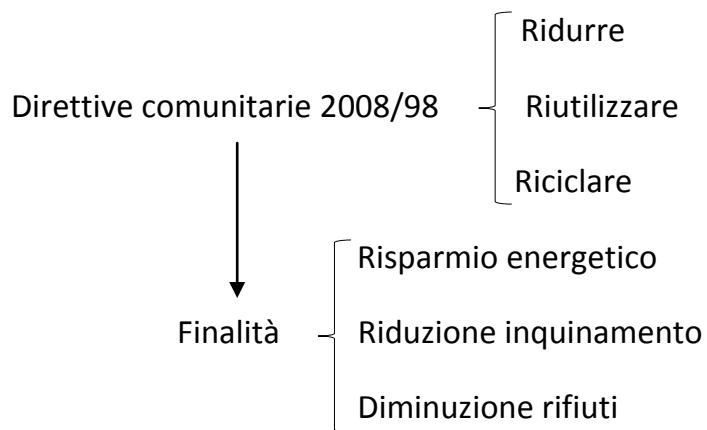 Ridurre
Direttive comunitarie 2008/98
Riutilizzare
Riciclare
Risparmio energetico
Finalità
Riduzione inquinamento
Diminuzione rifiuti